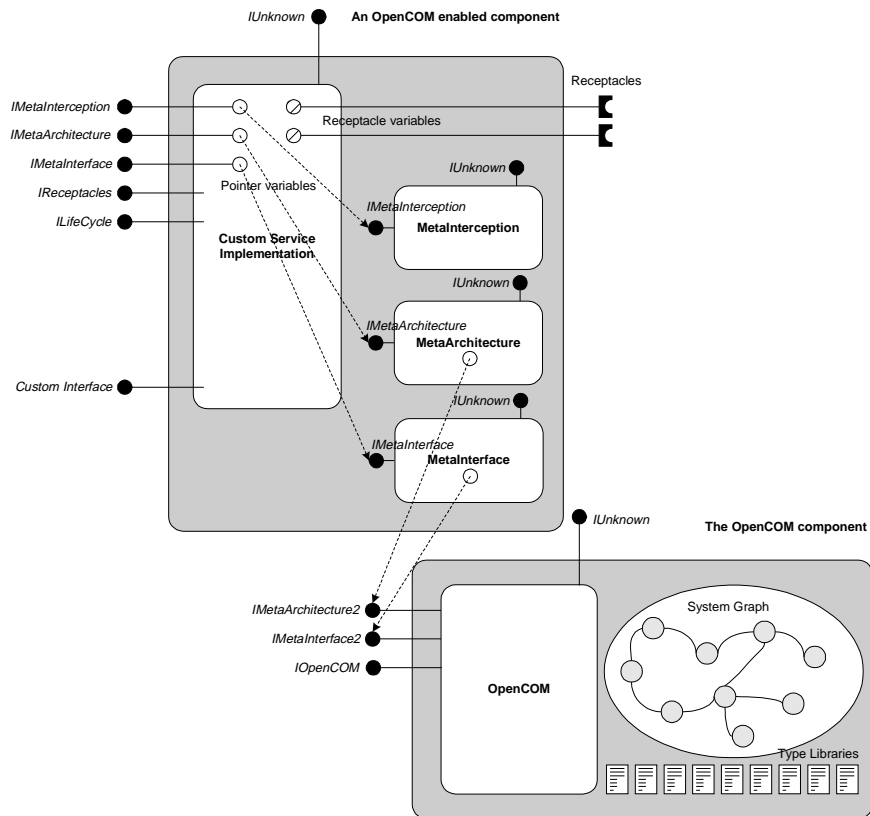 IUnknown
An OpenCOM enabled component
Receptacles
IMetaInterception
Receptacle variables
IMetaArchitecture
IMetaInterface
IUnknown
Pointer variables
IReceptacles
IMetaInterception
ILifeCycle
MetaInterception
Custom Service
Implementation
IUnknown
IMetaArchitecture
MetaArchitecture
Custom Interface
IUnknown
IMetaInterface
MetaInterface
IUnknown
The OpenCOM component
IMetaArchitecture2
System Graph
IMetaInterface2
IOpenCOM
OpenCOM
Type Libraries